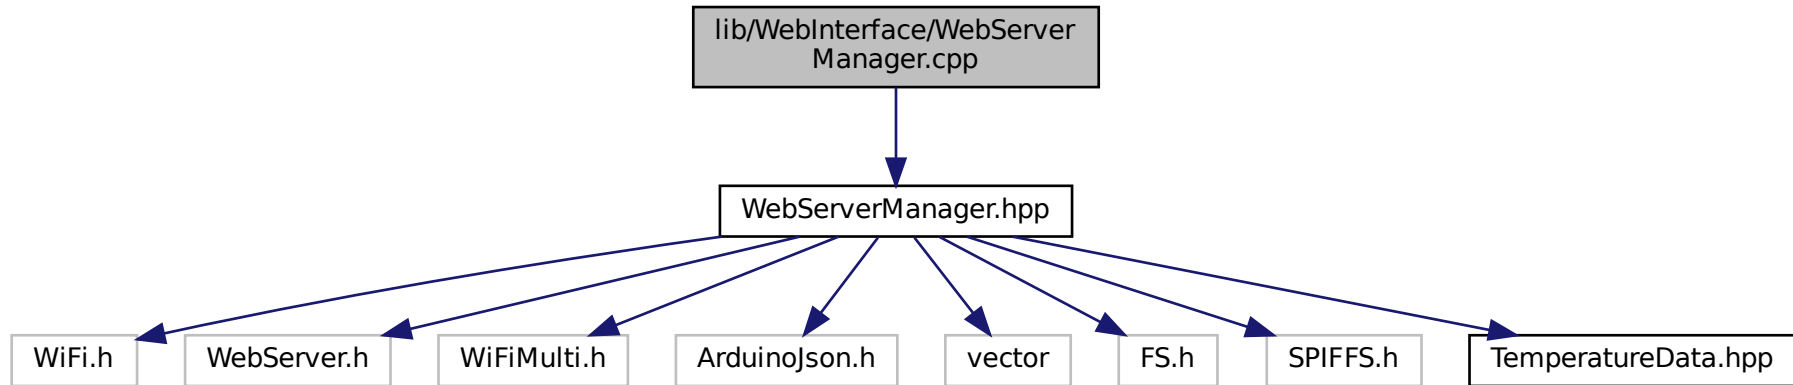 lib/WebInterface/WebServer
Manager.cpp
WebServerManager.hpp
WiFi.h
WebServer.h
WiFiMulti.h
ArduinoJson.h
vector
FS.h
SPIFFS.h
TemperatureData.hpp